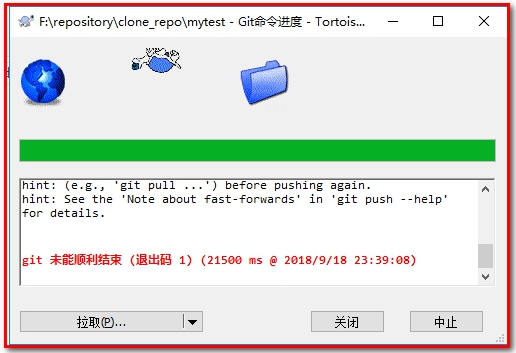 F:\repository\clone_repo\mytest - Git命令进度 - Tortois...
hint: (e.g., 'git pull ...') before pushing again.
hint: See the 'Note about fast-forwards' in 'git push --help'
for details.
git 未能顺利结束 (退出码 1) (21500 ms @ 2018/9/18 23:39:08)
拉取(P)...
关闭
中止